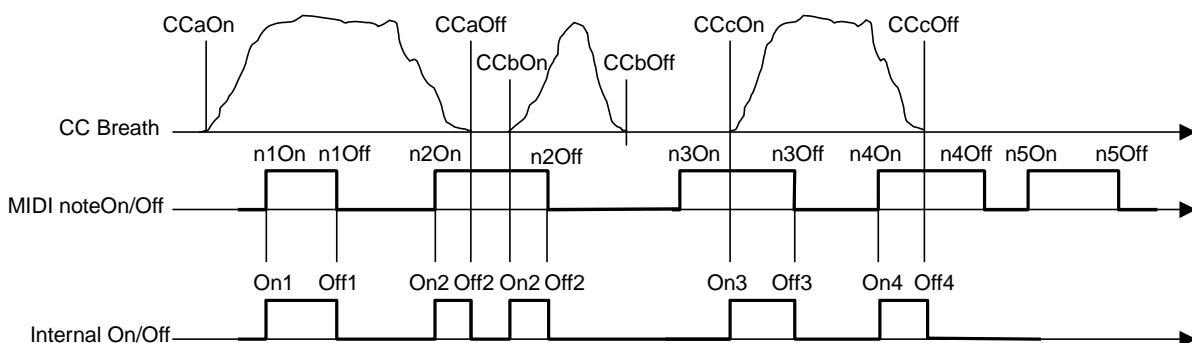 CCaOn CCaOff CCcOn CCcOff
CCbOn CCbOff
CC Breath
n1On n1Off n2On n2Off n3On n3Off n4On n4Off n5On n5Off
MIDI noteOn/Off
On1 Off1 On2 Off2 On2 Off2 On3 Off3 On4 Off4
Internal On/Off